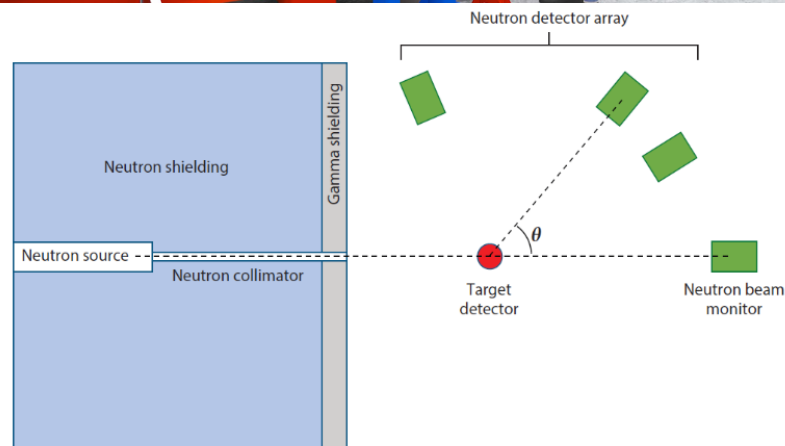 Neutron detector array
Gamma shielding
Neutron shielding
Neutron source
θ
Neutron collimator
Target
detector
Neutron beam
monitor